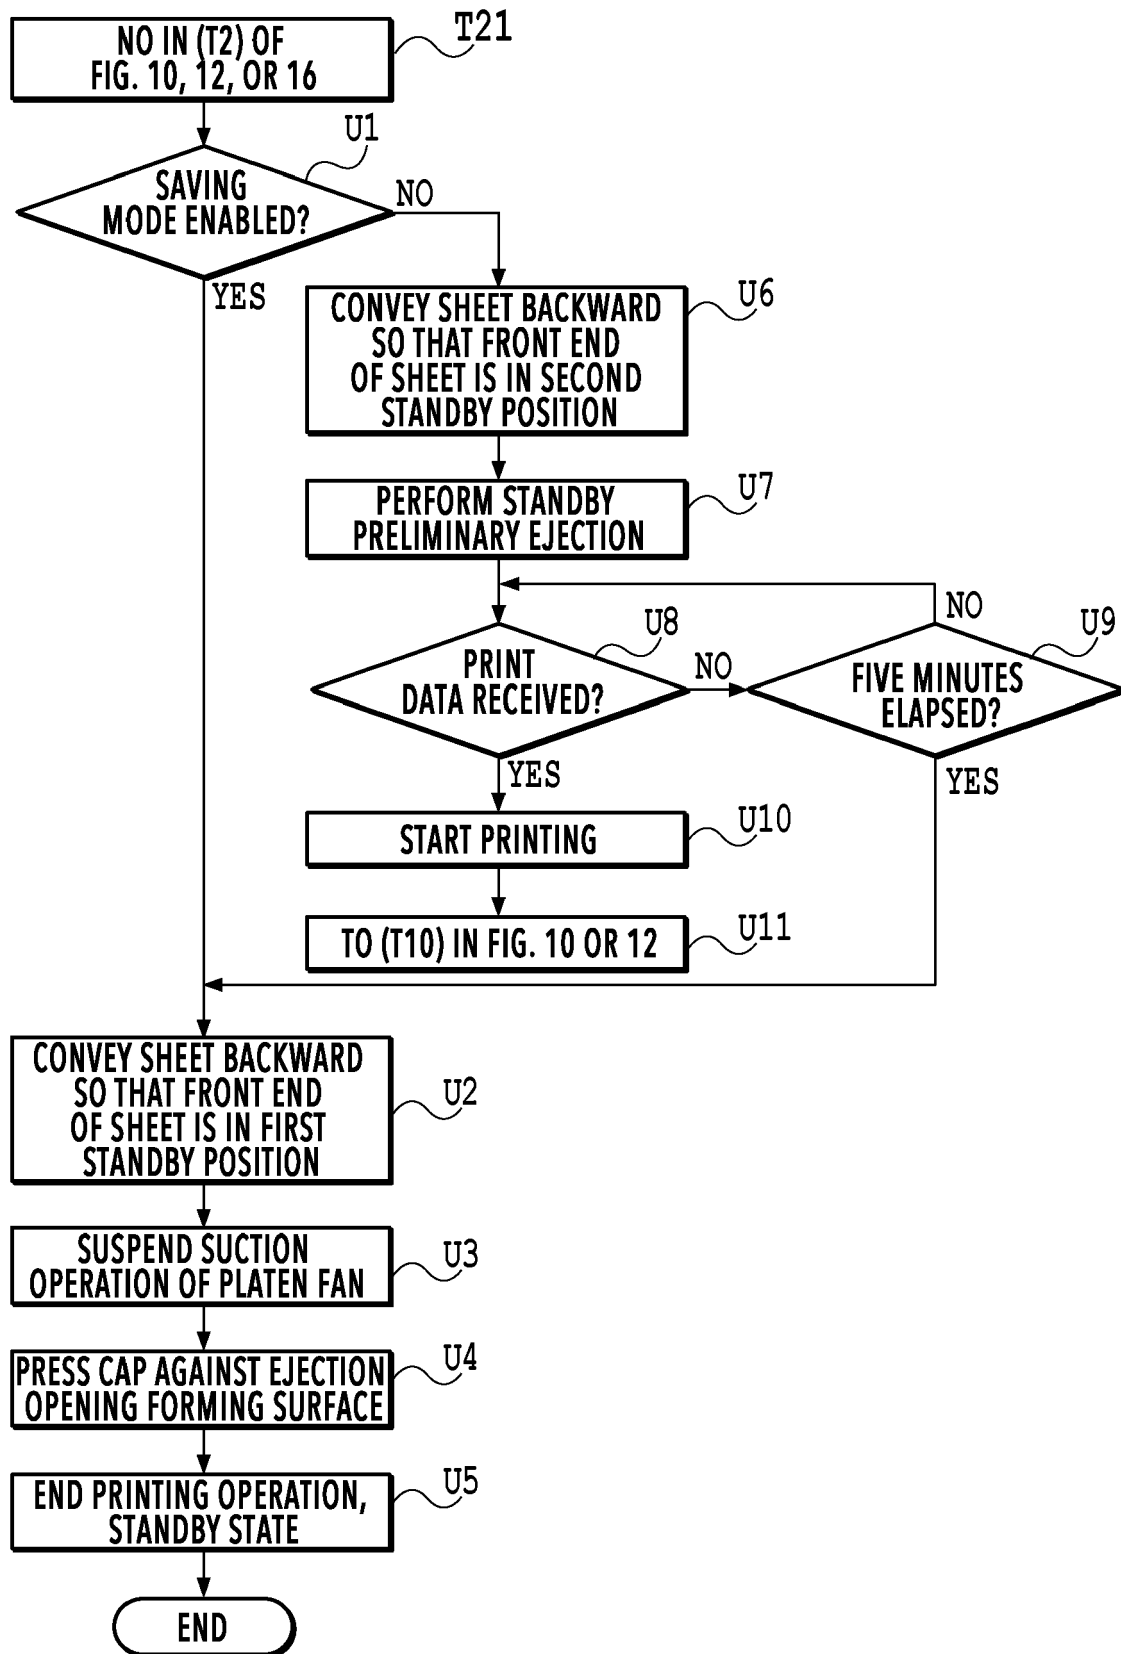 NO IN (T2) OF
FIG. 10, 12, OR 16
T21
U1
SAVING
MODE ENABLED?
NO
YES
CONVEY SHEET BACKWARD
SO THAT FRONT END
OF SHEET IS IN SECOND
STANDBY POSITION
U6
PERFORM STANDBY
PRELIMINARY EJECTION
U7
PRINT
DATA RECEIVED?
U8
NO
YES
FIVE MINUTES
ELAPSED?
U9
NO
YES
START PRINTING
U10
TO (T10) IN FIG. 10 OR 12
U11
CONVEY SHEET BACKWARD
SO THAT FRONT END
OF SHEET IS IN FIRST
STANDBY POSITION
U2
SUSPEND SUCTION
OPERATION OF PLATEN FAN
U3
PRESS CAP AGAINST EJECTION
OPENING FORMING SURFACE
U4
END PRINTING OPERATION,
STANDBY STATE
U5
END